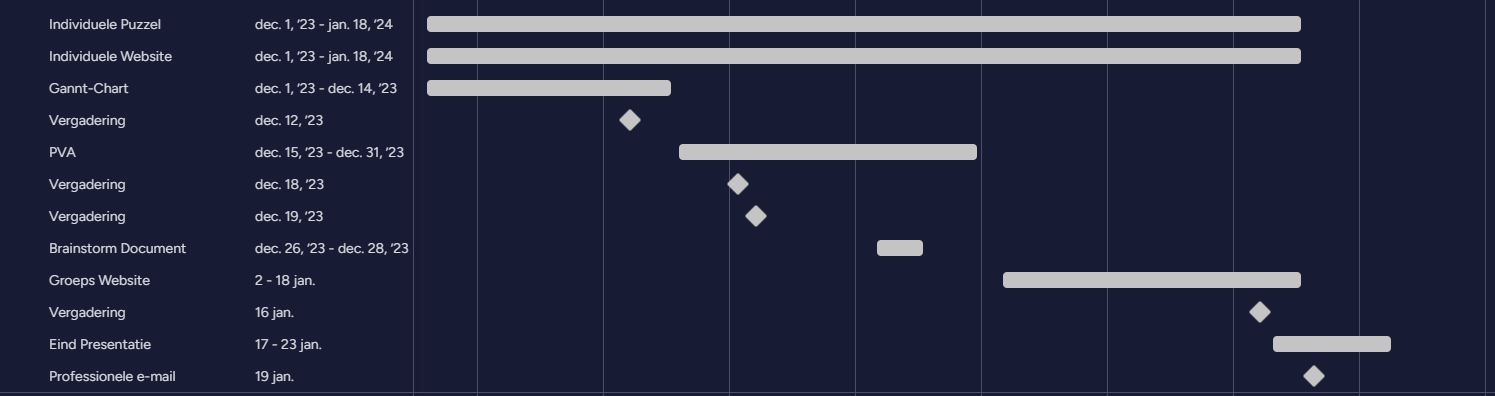 Individuele Puzzel dec. 1, '23 - jan. 18, '24
Individuele Website dec. 1, '23 - jan. 18, '24
Gannt-Chart dec. 1, '23 - dec. 14, '23
Vergadering dec. 12, '23
PVA dec. 15, '23 - dec. 31, '23
Vergadering dec. 18, '23
Vergadering dec. 19, '23
Brainstorm Document dec. 26, '23 - dec. 28, '23
Groeps Website 2 - 18 jan.
Vergadering 16 jan.
Eind Presentatie 17 - 23 jan.
Professionele e-mail 19 jan.